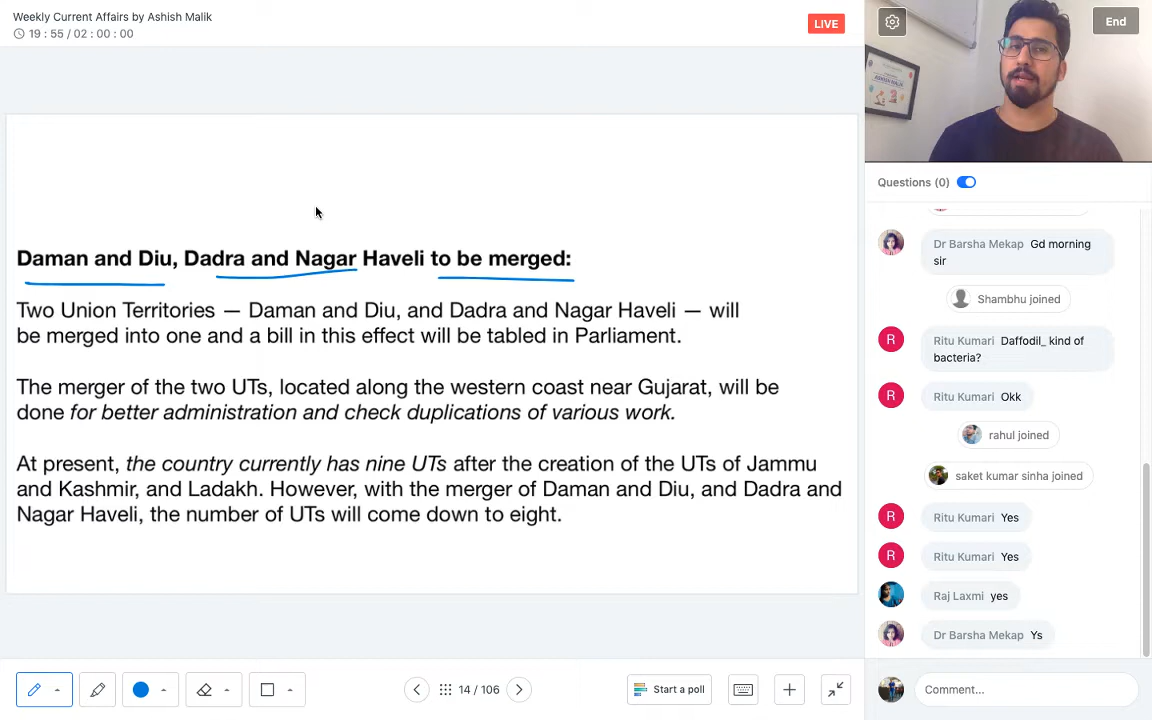 Weekly Current Affairs by Ashish Malik
19 : 55 / 02 : 00 : 00
LIVE
End
Daman and Diu, Dadra and Nagar Haveli to be merged:
Two Union Territories — Daman and Diu, and Dadra and Nagar Haveli — will
be merged into one and a bill in this effect will be tabled in Parliament.
The merger of the two UTs, located along the western coast near Gujarat, will be
done for better administration and check duplications of various work.
At present, the country currently has nine UTs after the creation of the UTs of Jammu
and Kashmir, and Ladakh. However, with the merger of Daman and Diu, and Dadra and
Nagar Haveli, the number of UTs will come down to eight.
14 / 106
Start a poll
Questions (0)
Dr Barsha Mekap Gd morning
sir
Shambhu joined
R
Ritu Kumari Daffodil_ kind of
bacteria?
R
Ritu Kumari Okk
rahul joined
saket kumar sinha joined
R
Ritu Kumari Yes
R
Ritu Kumari Yes
Raj Laxmi yes
Dr Barsha Mekap Ys
Comment...